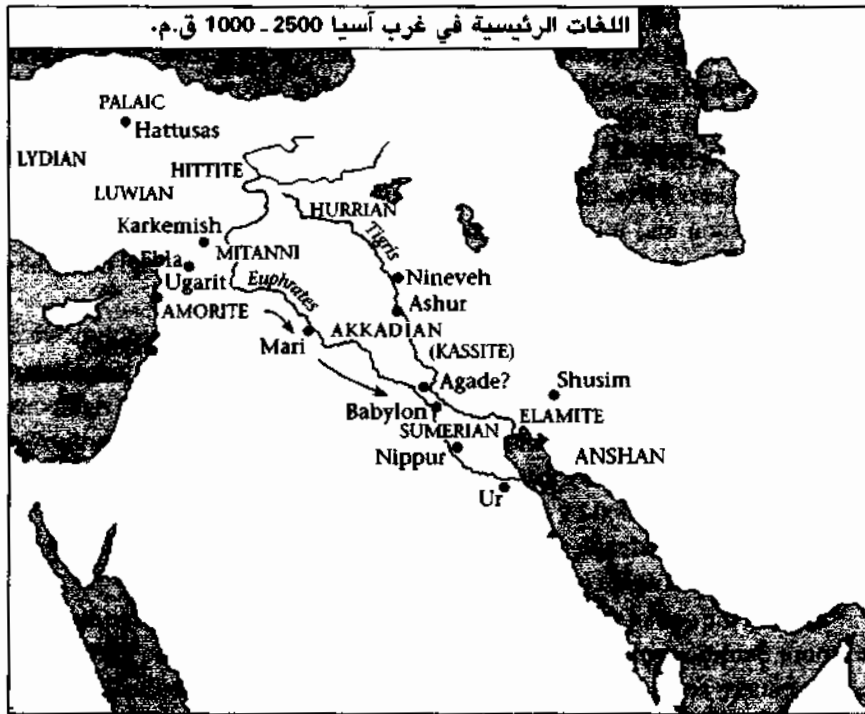 اللغات الرئيسية في غرب آسيا 2500 - 1000 ق.م.
PALAIC
Hattusas
LYDIAN
HITTITE
LUWIAN
HURRIAN
Karkemish
Tigris
MITANNI
Ebla
Ugarit
Euphrates
Nineveh
AMORITE
Ashur
AKKADIAN
Mari
(KASSITE)
Agade?
Shusim
Babylon
ELAMITE
SUMERIAN
Nippur
ANSHAN
Ur